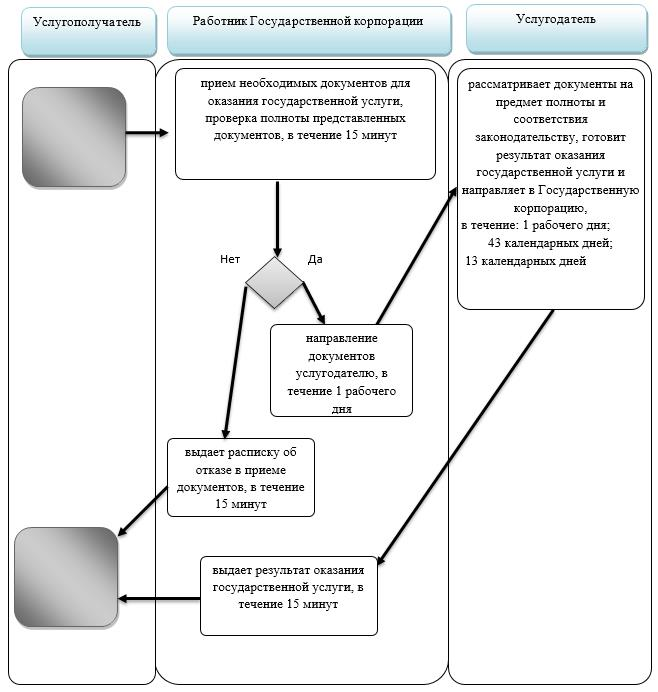 Услугополучатель
Работник Государственной корпорации
Услугодатель
прием необходимых документов для
оказания государственной услуги,
проверка полноты представленных
документов, в течение 15 минут
рассматривает документы на
предмет полноты и
соответствия
законодательству, готовит
результат оказания
государственной услуги и
направляет в Государственную
корпорацию,
в течение: 1 рабочего дня;
43 календарных дней;
13 календарных дней
Нет
Да
направление
документов
услугодателю, в
течение 1 рабочего
дня
выдает расписку об
отказе в приеме
документов, в течение
15 минут
выдает результат оказания
государственной услуги, в
течение 15 минут